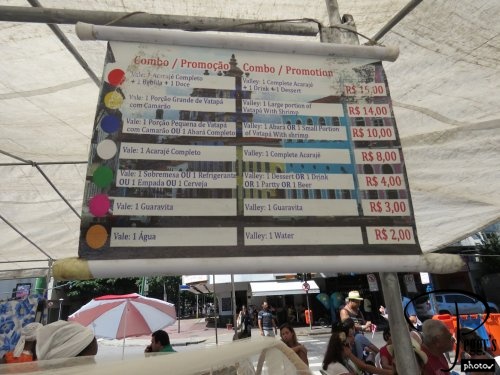 Combo / Promoção Combo / Promotion
Vale: 1 Acarajé Completo
+ 1 Bebida + 1 Doce
Valley: 1 Complete Acarajé
+ 1 Drink + 1 Dessert
R$ 15,00
Vale: 1 Porção Grande de Vatapá
com Camarão
Valley: 1 Large portion of
Vatapá With Shrimp
R$ 14,00
Vale: 1 Porção Pequena de Vatapá
com Camarão OU 1 Abará Completo
Valley: 1 Abará OR 1 Small Portion
of Vatapá With shrimp
R$ 10,00
Vale: 1 Acarajé Completo
Valley: 1 Complete Acarajé
R$ 8,00
Vale: 1 Sobremosa OU 1 Refrigerante
OU 1 Empada OU 1 Cerveja
Valley: 1 Dessert OR 1 Drink
OR 1 Partty OR 1 Beer
R$ 4,00
Vale: 1 Guaravita
Valley: 1 Guaravita
R$ 3,00
Vale: 1 Água
Valley: 1 Water
R$ 2,00
photos